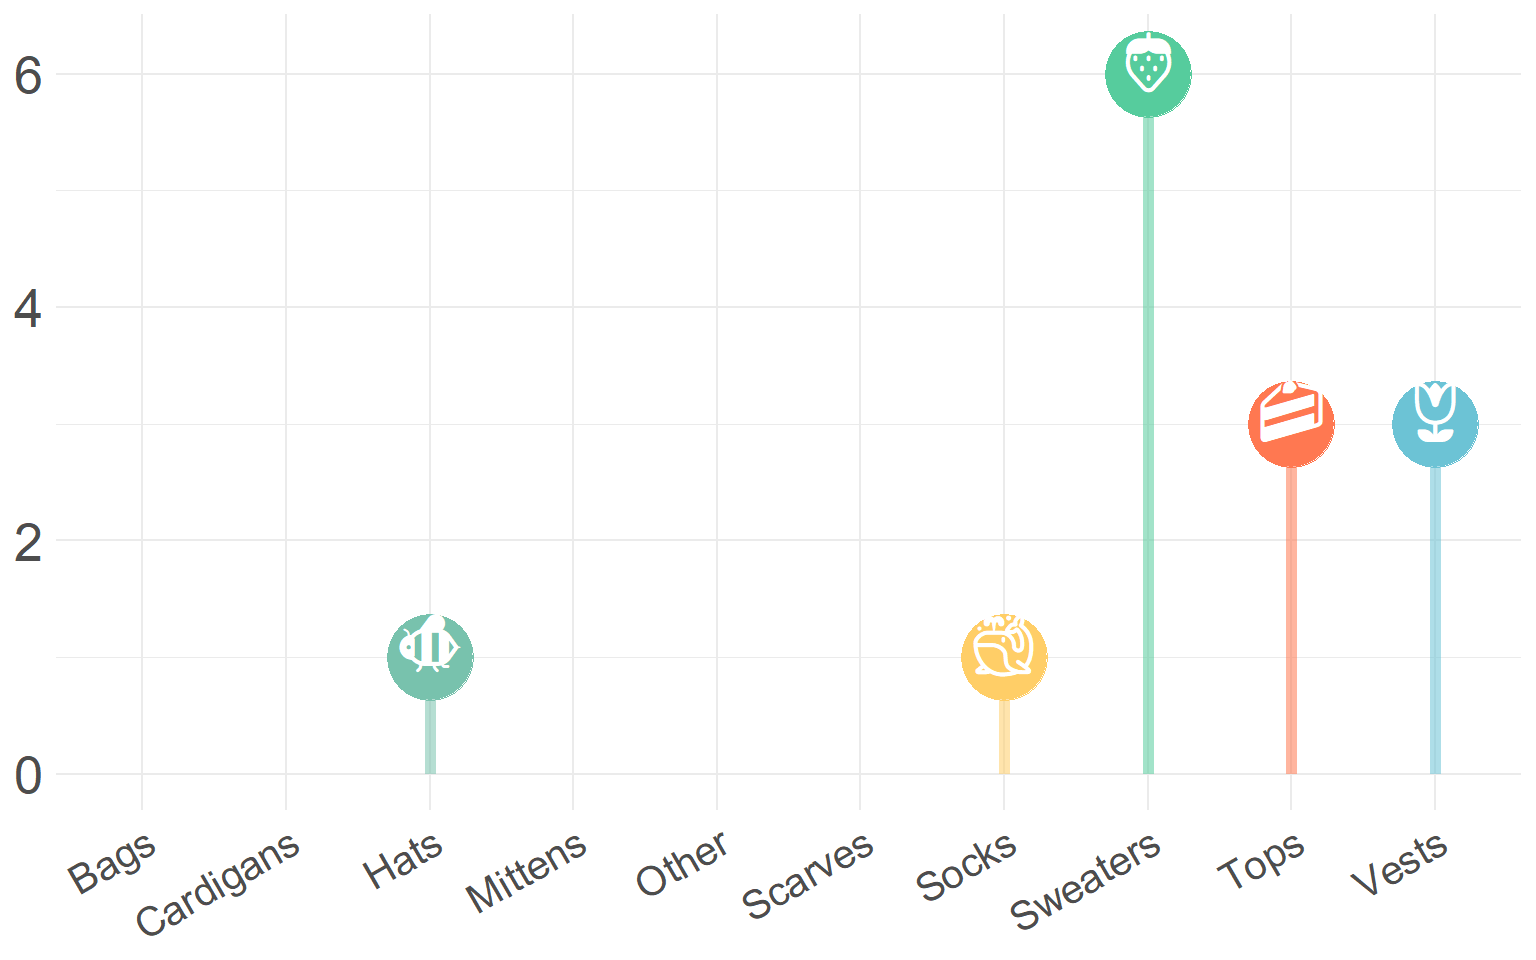 6
4
2
0
Bags
Cardigans
Hats
Mittens
Other
Scarves
Socks
Sweaters
Tops
Vests